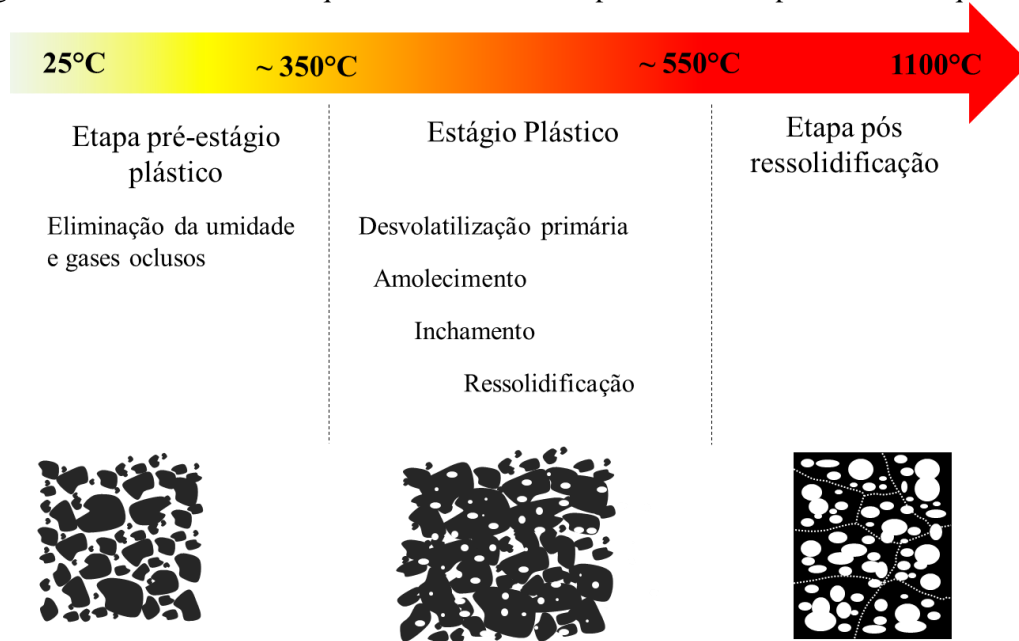 25°C
~ 350°C
~ 550°C
1100°C
Etapa pré-estágio
plástico
Estágio Plástico
Etapa pós
ressolidificação
Eliminação da umidade
e gases oclusos
Desvolatilização primária
Amolecimento
Inchamento
Ressolidificação